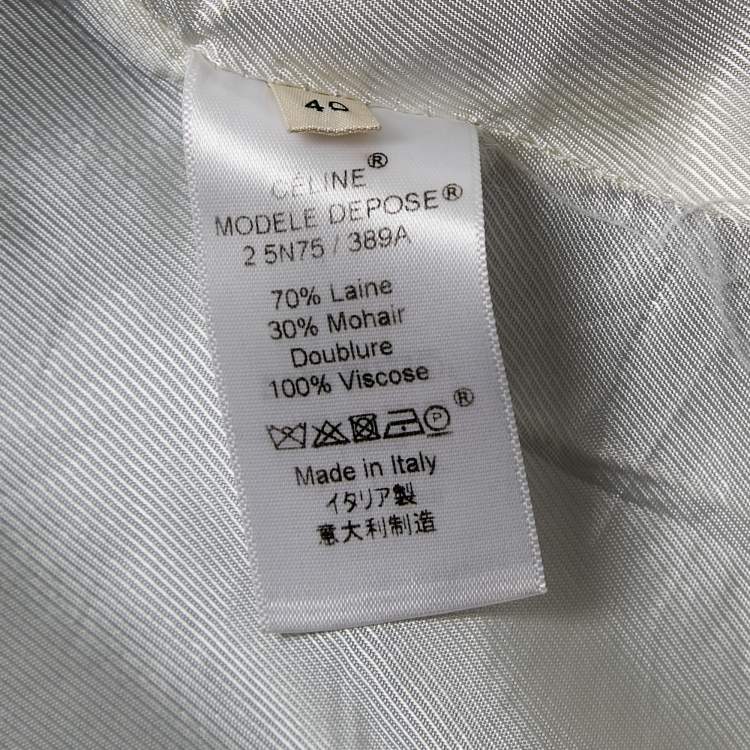 40
CÉLINE®
MODELE DEPOSE®
2 5N75 / 389A
70% Laine
30% Mohair
Doublure
100% Viscose
P ®
Made in Italy
イタリア製
意大利制造